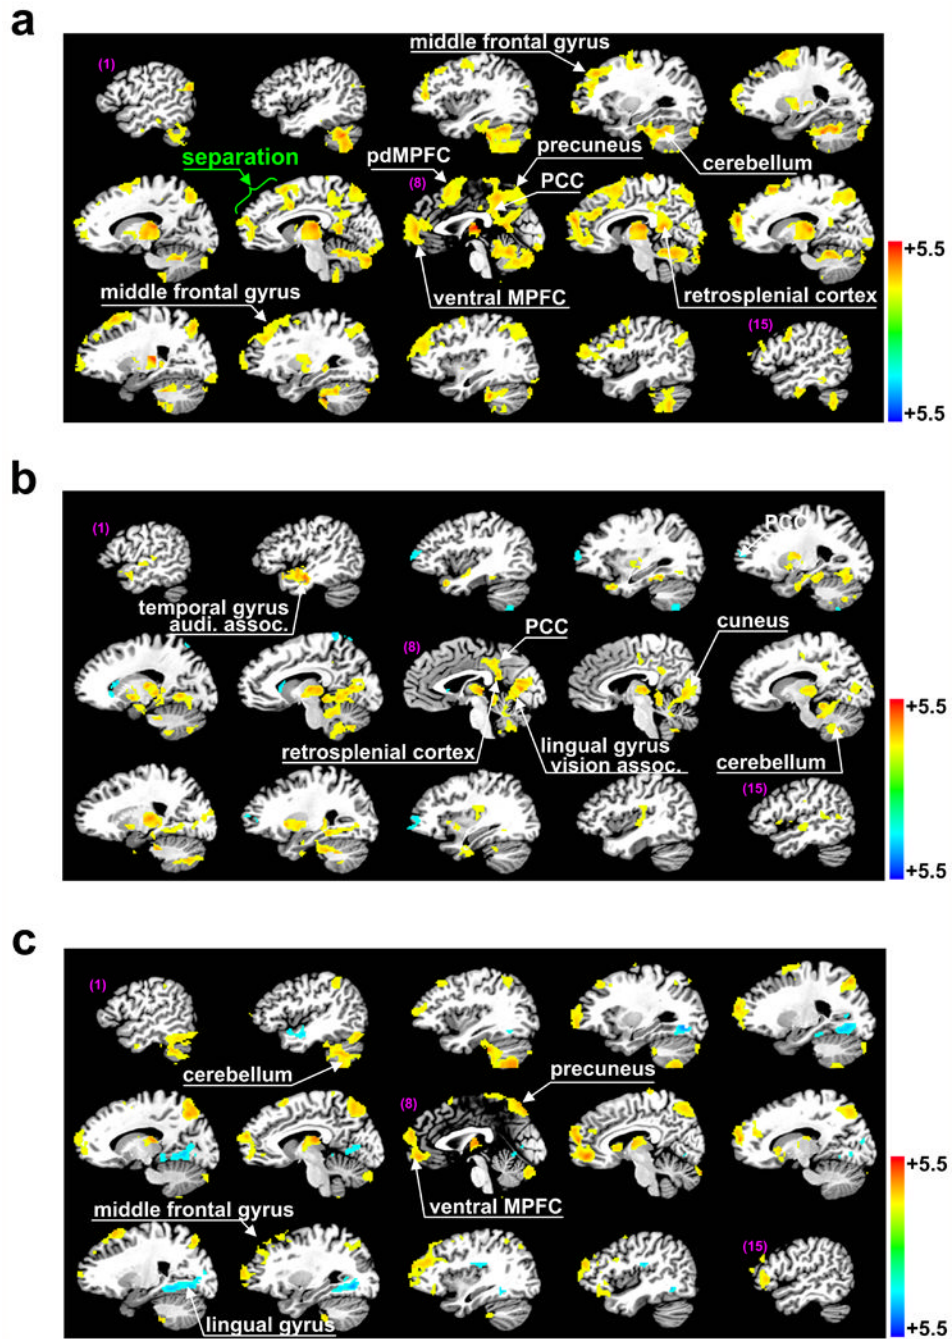 a
middle frontal gyrus
(1)
separation
pdMPFC
precuneus
cerebellum
(8)
PCC
+5.5
ventral MPFC
retrosplenial cortex
middle frontal gyrus
(15)
+5.5
b
(1)
PCC
temporal gyrus
audi. assoc.
PCC
cuneus
(8)
+5.5
retrosplenial cortex
lingual gyrus
vision assoc.
cerebellum
(15)
+5.5
c
(1)
cerebellum
precuneus
(8)
+5.5
middle frontal gyrus
ventral MPFC
(15)
lingual gyrus
+5.5